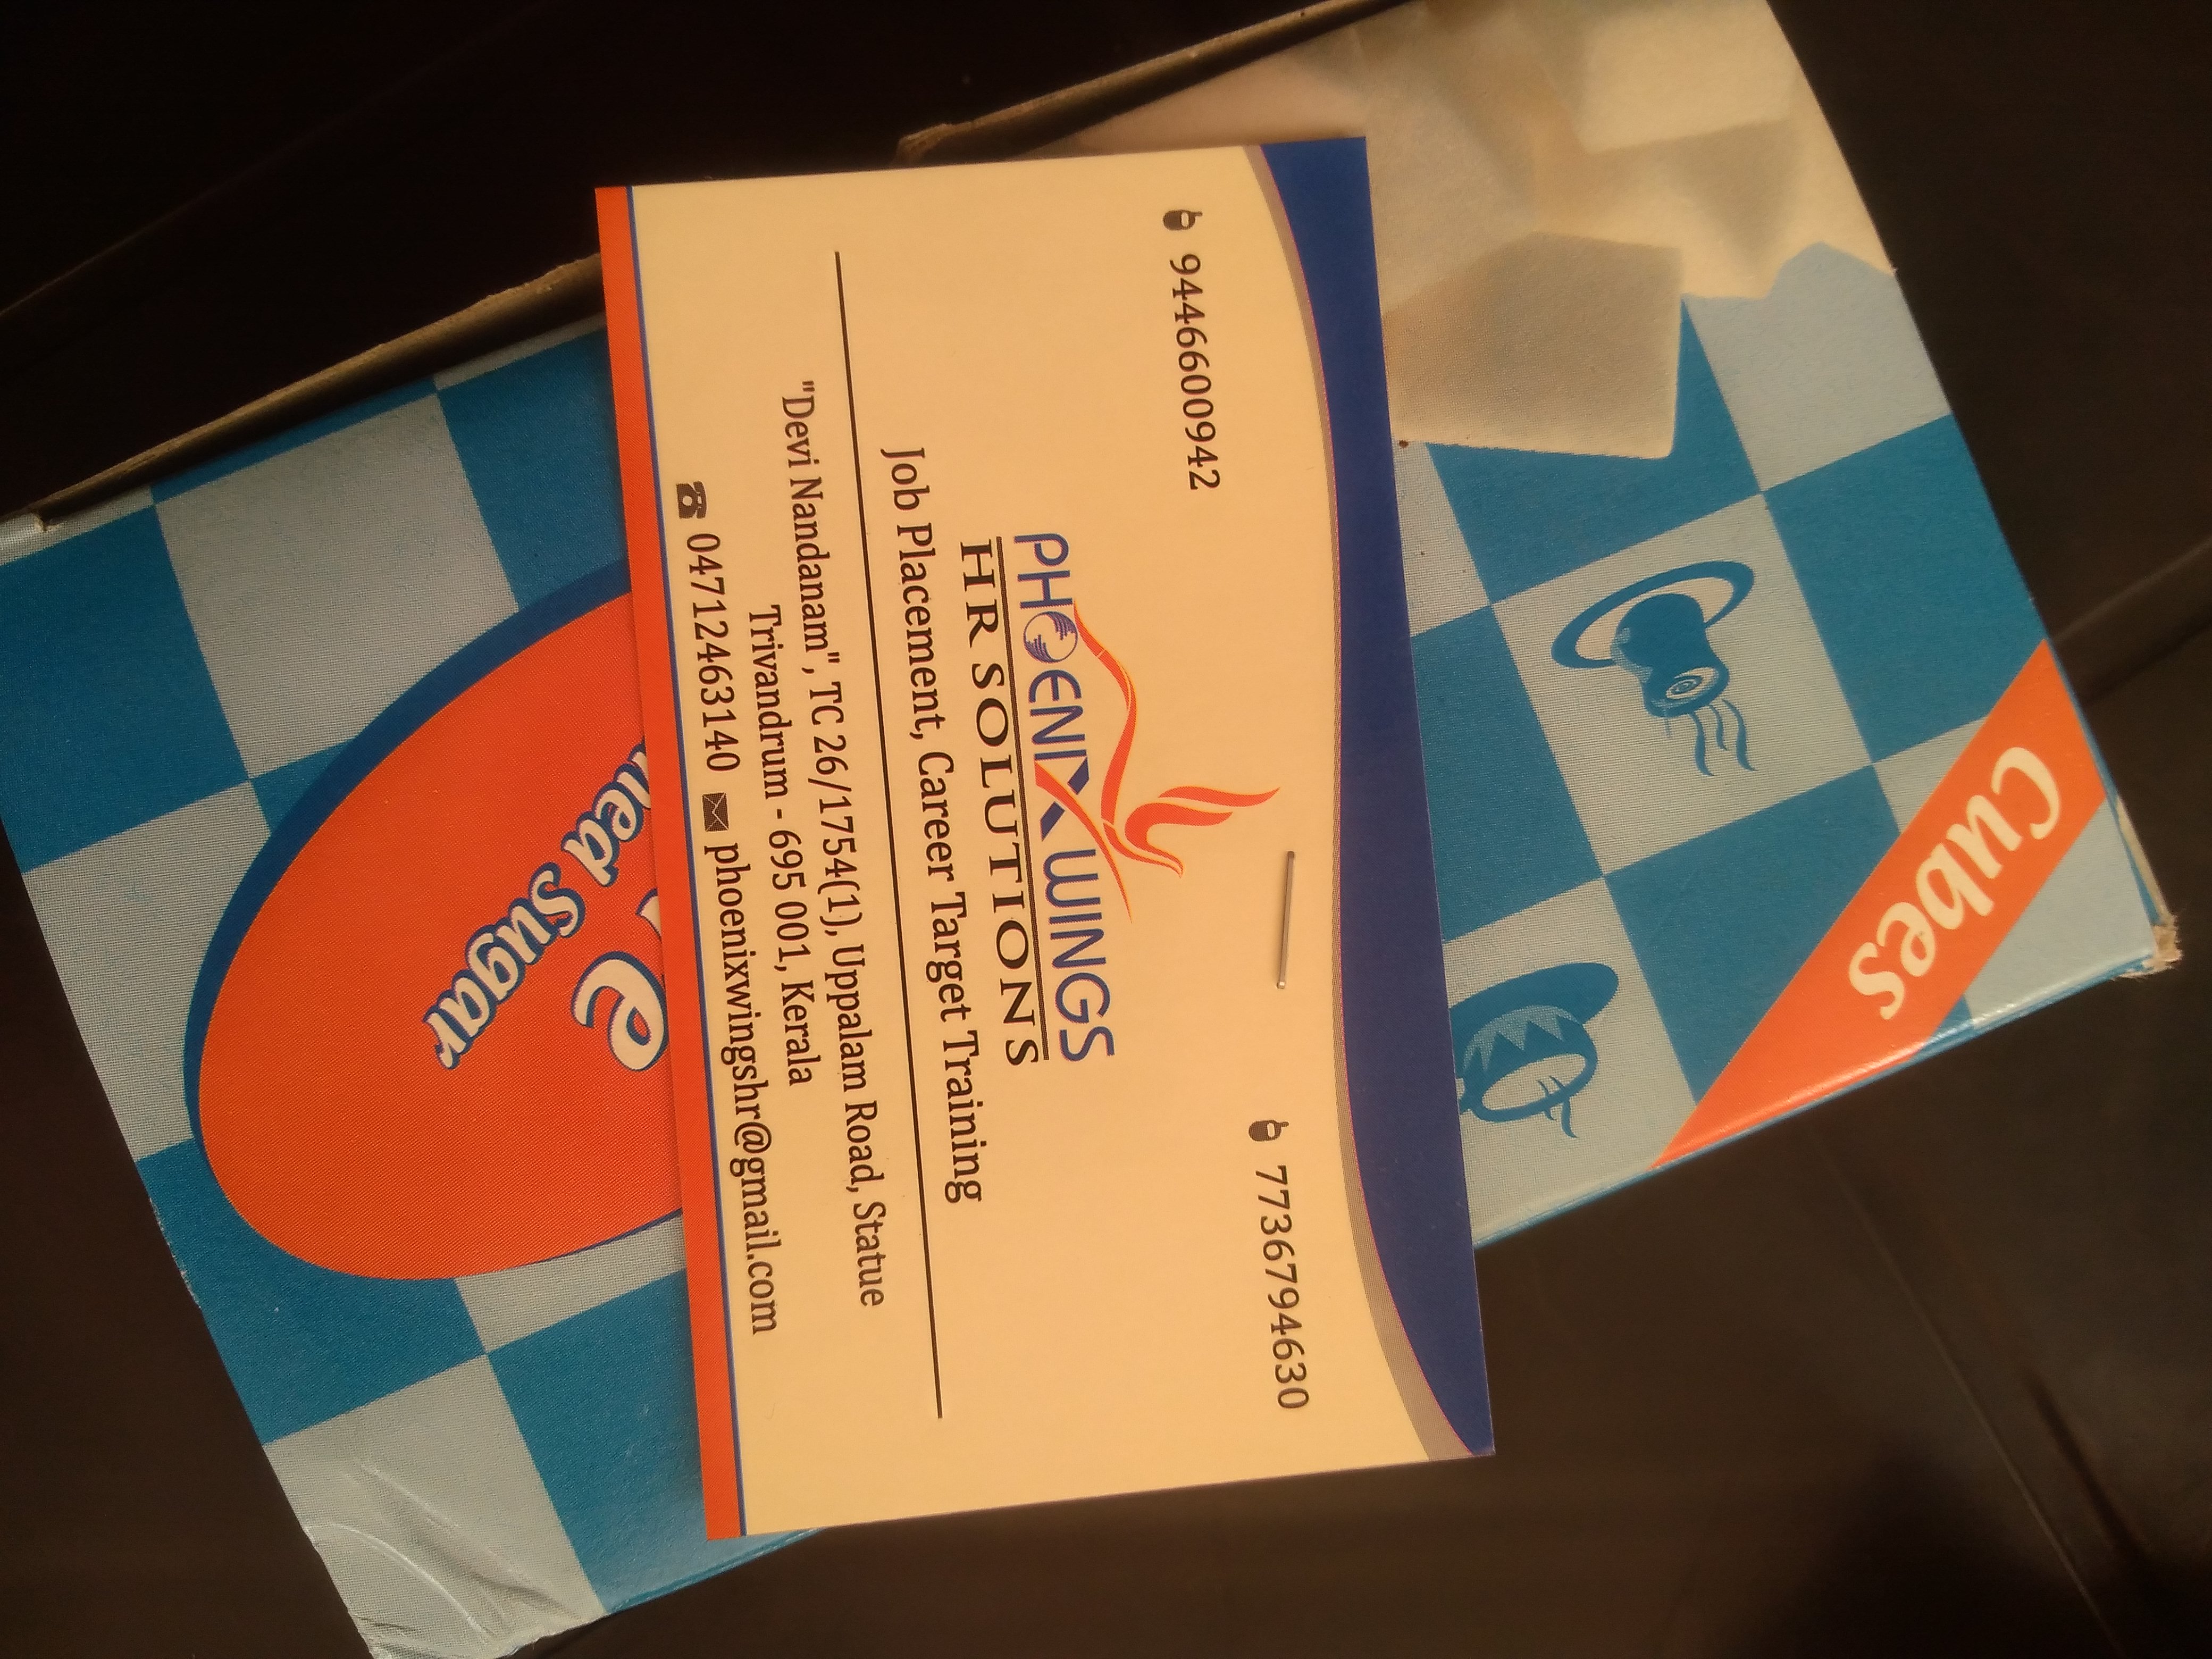 Cubes
7736794630
9446600942
PHOENIX WINGS
HR SOLUTIONS
Job Placement, Career Target Training
"Devi Nandanam", TC 26/1754(1), Uppalam Road, Statue
Trivandrum - 695 001, Kerala
04712463140 phoenixwingshr@gmail.com
Sugar